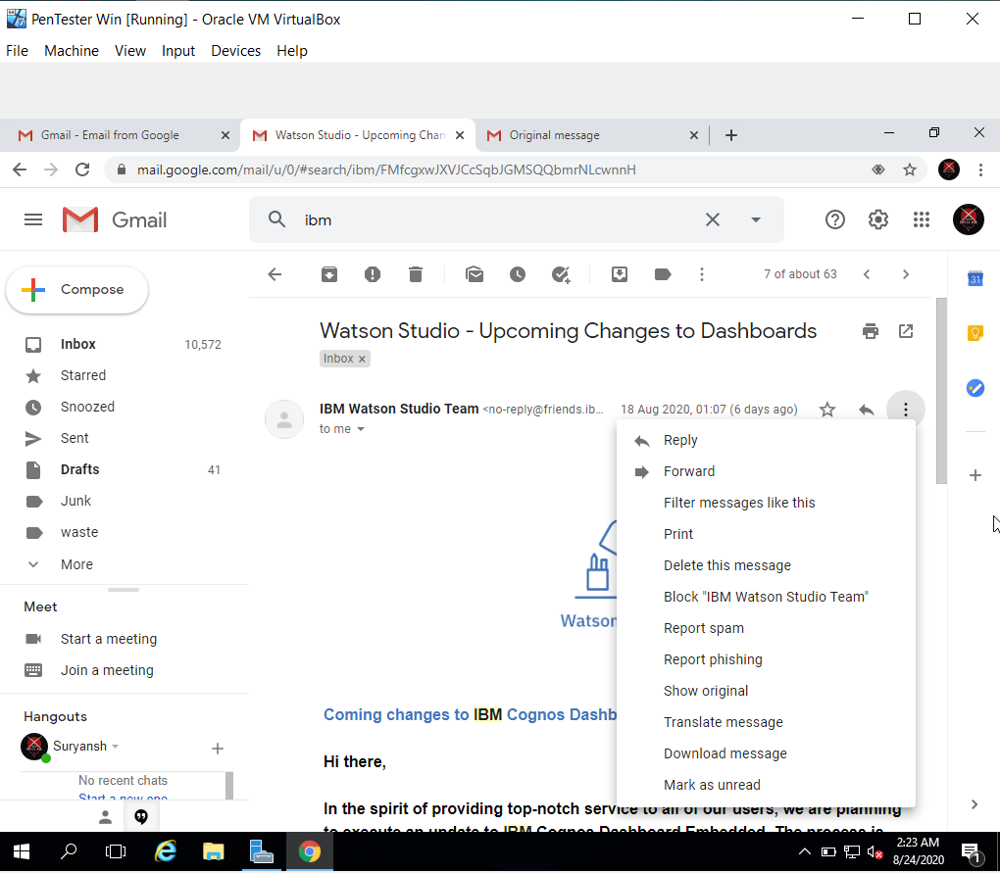 PenTester Win [Running] - Oracle VM VirtualBox
File Machine View Input Devices Help
Gmail - Email from Google
Watson Studio - Upcoming Chan
Original message
mail.google.com/mail/u/0/#search/ibm/FMfcgxwJXVJCcSqbJGMSQQbmrNLcwnnH
Gmail
ibm
Compose
7 of about 63
Inbox 10,572
Starred
Snoozed
Sent
Drafts 41
Junk
waste
More
Meet
Start a meeting
Join a meeting
Hangouts
Suryansh
No recent chats
Start a new one
Watson Studio - Upcoming Changes to Dashboards
Inbox x
IBM Watson Studio Team <no-reply@friends.ib... 18 Aug 2020, 01:07 (6 days ago)
to me
Reply
Forward
Filter messages like this
Print
Delete this message
Block "IBM Watson Studio Team"
Report spam
Report phishing
Show original
Translate message
Download message
Mark as unread
Watson
Coming changes to IBM Cognos Dashb
Hi there,
In the spirit of providing top-notch service to all of our users, we are planning
to execute an update to IBM Cognos Dashboard Embedded. The process is
31
2:23 AM
8/24/2020
1